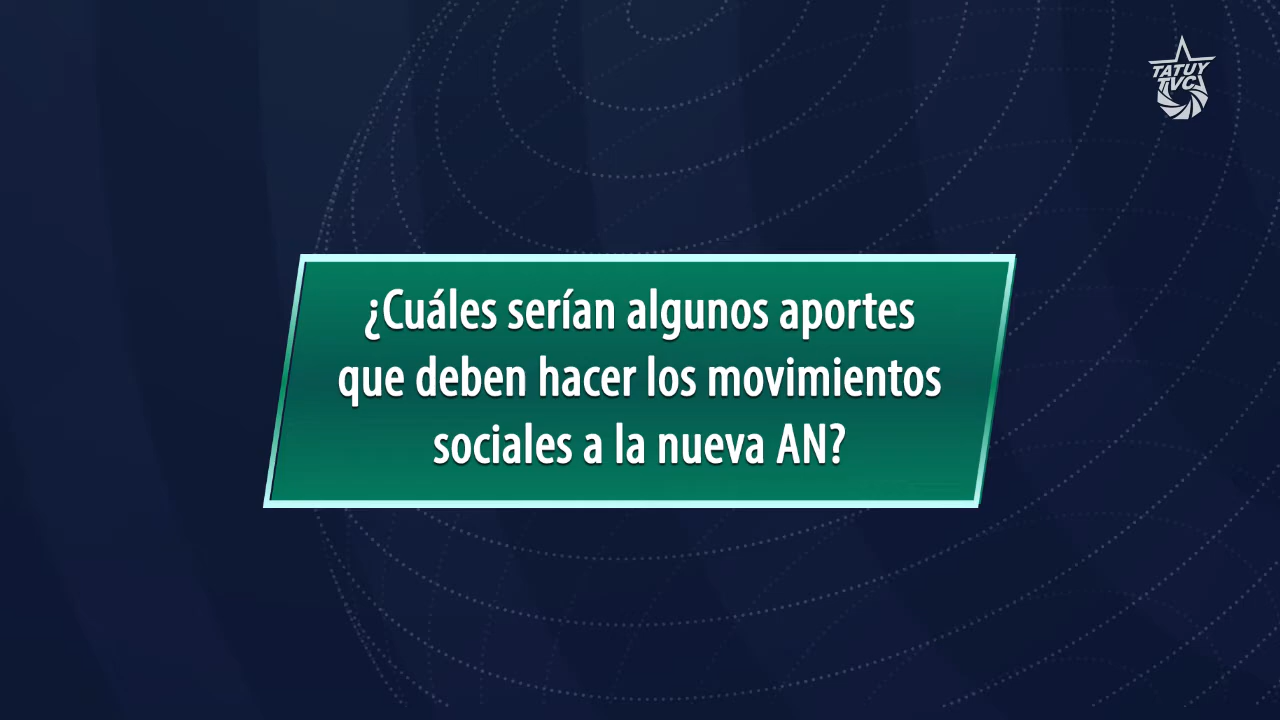 TATUY
TVC
¿Cuáles serían algunos aportes
que deben hacer los movimientos
sociales a la nueva AN?